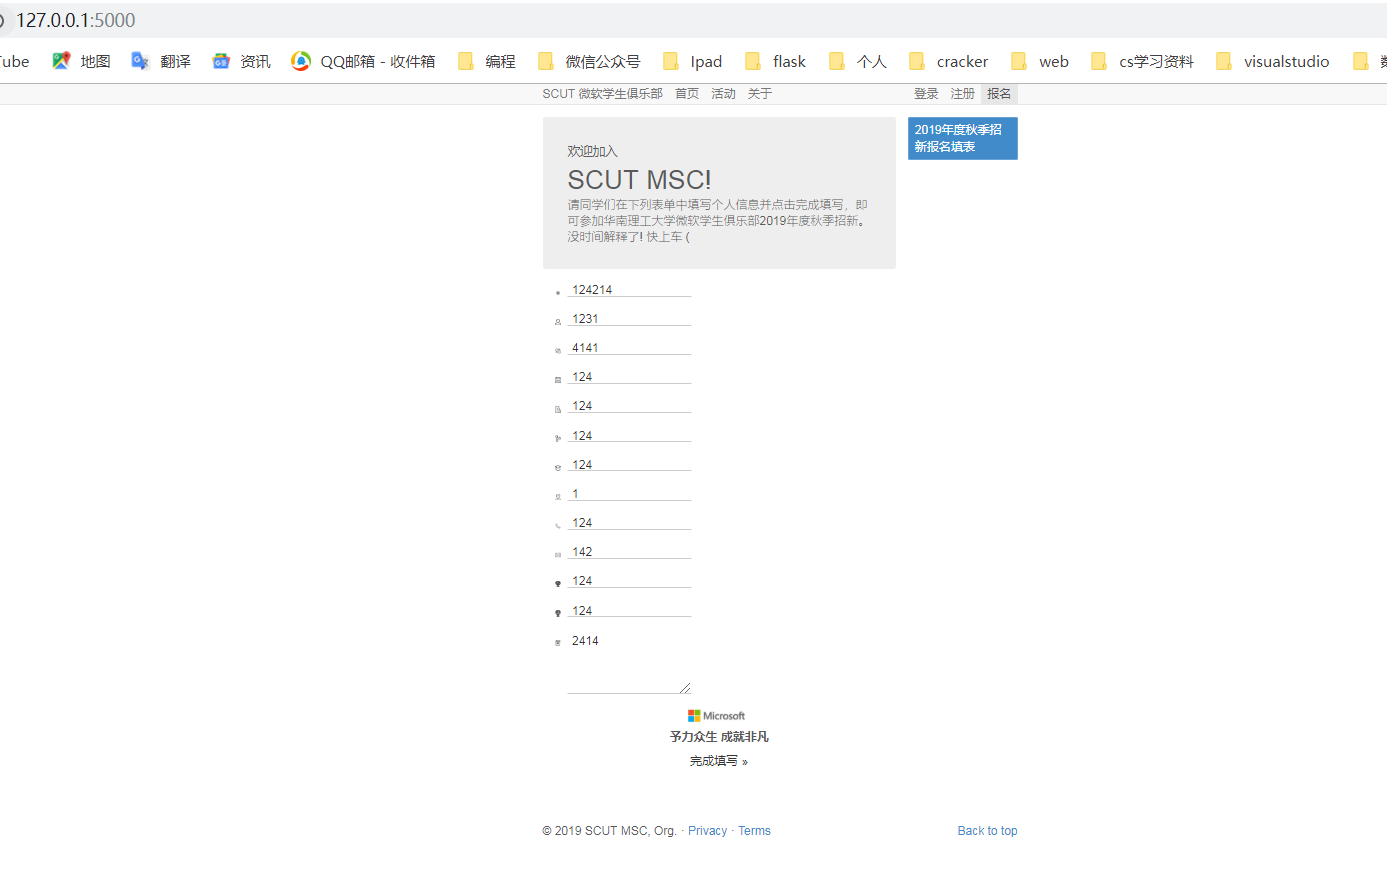 127.0.0.1:5000
地图 翻译 资讯 QQ邮箱 - 收件箱 编程 微信公众号 Ipad flask 个人 cracker web cs学习资料 visualstudio
SCUT 微软学生俱乐部 首页 活动 关于 登录 注册 报名
2019年度秋季招
新报名填表
欢迎加入
SCUT MSC!
请同学们在下列表单中填写个人信息并点击完成填写，即
可参加华南理工大学微软学生俱乐部2019年度秋季招新。
没时间解释了! 快上车 (
124214
1231
4141
124
124
124
124
1
124
142
124
124
2414
Microsoft
予力众生 成就非凡
完成填写 »
© 2019 SCUT MSC, Org. · Privacy · Terms Back to top